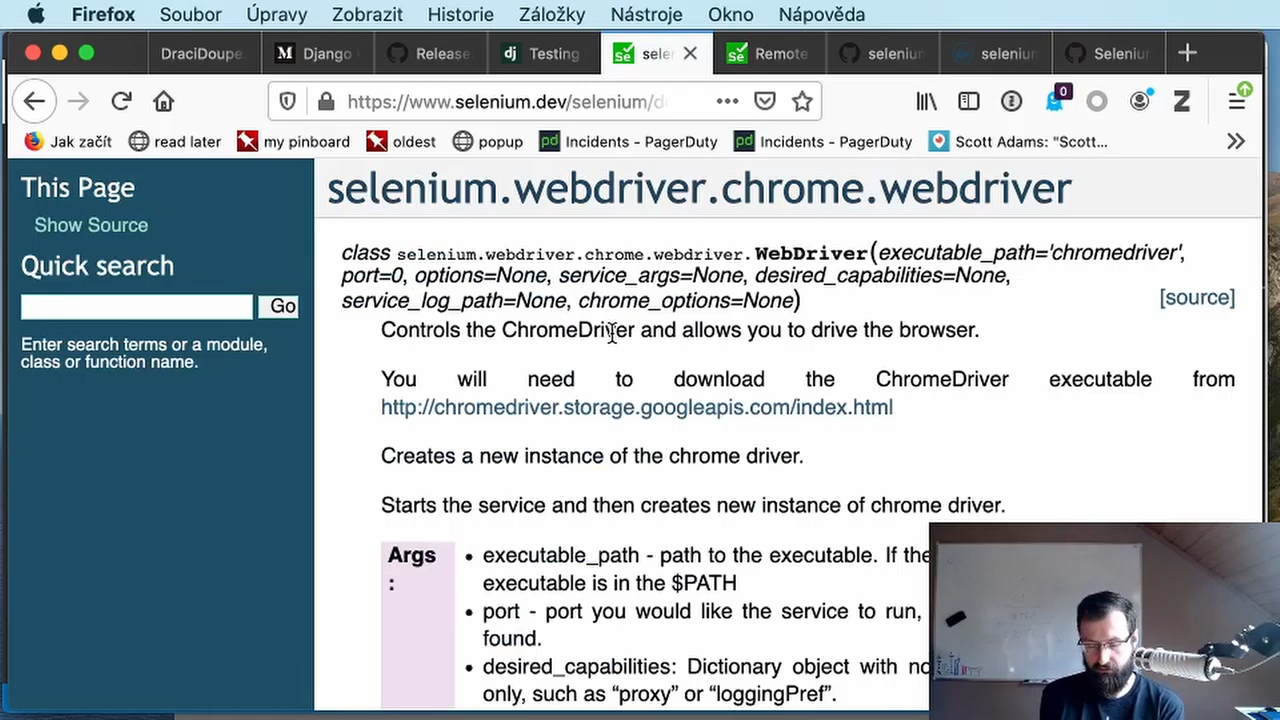 Firefox Soubor Úpravy Zobrazit Historie Záložky Nástroje Okno Nápověda
DraciDoupe. Django Release Testing sele Remote selenium selenium Selenium
https://www.selenium.dev/selenium/do
0
Jak začít read later my pinboard oldest popup Incidents - PagerDuty Incidents - PagerDuty Scott Adams: "Scott...
This Page
Show Source
Quick search
Go
Enter search terms or a module,
class or function name.
selenium.webdriver.chrome.webdriver
class selenium.webdriver.chrome.webdriver.WebDriver(executable_path='chromedriver',
port=0, options=None, service_args=None, desired_capabilities=None,
service_log_path=None, chrome_options=None)
[source]
Controls the ChromeDriver and allows you to drive the browser.
You will need to download the ChromeDriver executable from
http://chromedriver.storage.googleapis.com/index.html
Creates a new instance of the chrome driver.
Starts the service and then creates new instance of chrome driver.
Args
:
• executable_path - path to the executable. If the
executable is in the $PATH
• port - port you would like the service to run,
found.
• desired_capabilities: Dictionary object with no
only, such as “proxy” or “loggingPref”.